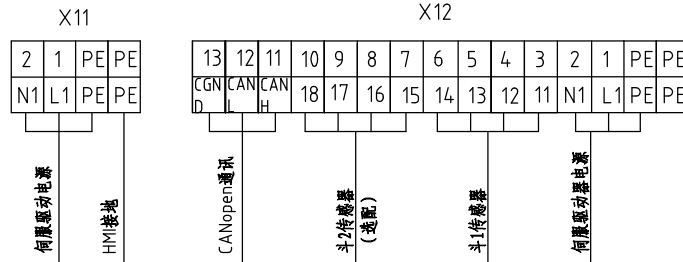 X11
X12
2 1 PE PE
13 12 11 10 9 8 7 6 5 4 3 2 1 PE PE
N1 L1 PE PE
CGND CANL CANH 18 17 16 15 14 13 12 11 N1 L1 PE PE
伺服驱动电源
HMI接地
CANopen通讯
斗2传感器
(选配)
斗1传感器
伺服驱动器电源